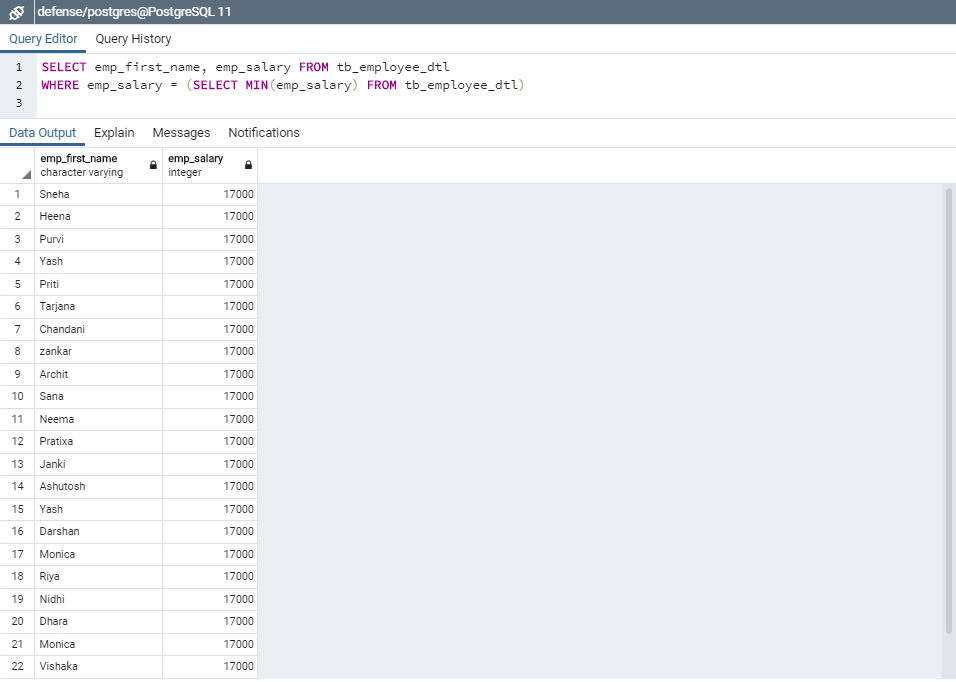 defense/postgres@PostgreSQL 11
Query Editor Query History
1 SELECT emp_first_name, emp_salary FROM tb_employee_dtl
2 WHERE emp_salary = (SELECT MIN(emp_salary) FROM tb_employee_dtl)
3
Data Output Explain Messages Notifications
emp_first_name emp_salary
character varying integer
1 Sneha 17000
2 Heena 17000
3 Purvi 17000
4 Yash 17000
5 Priti 17000
6 Tarjana 17000
7 Chandani 17000
8 zankar 17000
9 Archit 17000
10 Sana 17000
11 Neema 17000
12 Pratixa 17000
13 Janki 17000
14 Ashutosh 17000
15 Yash 17000
16 Darshan 17000
17 Monica 17000
18 Riya 17000
19 Nidhi 17000
20 Dhara 17000
21 Monica 17000
22 Vishaka 17000